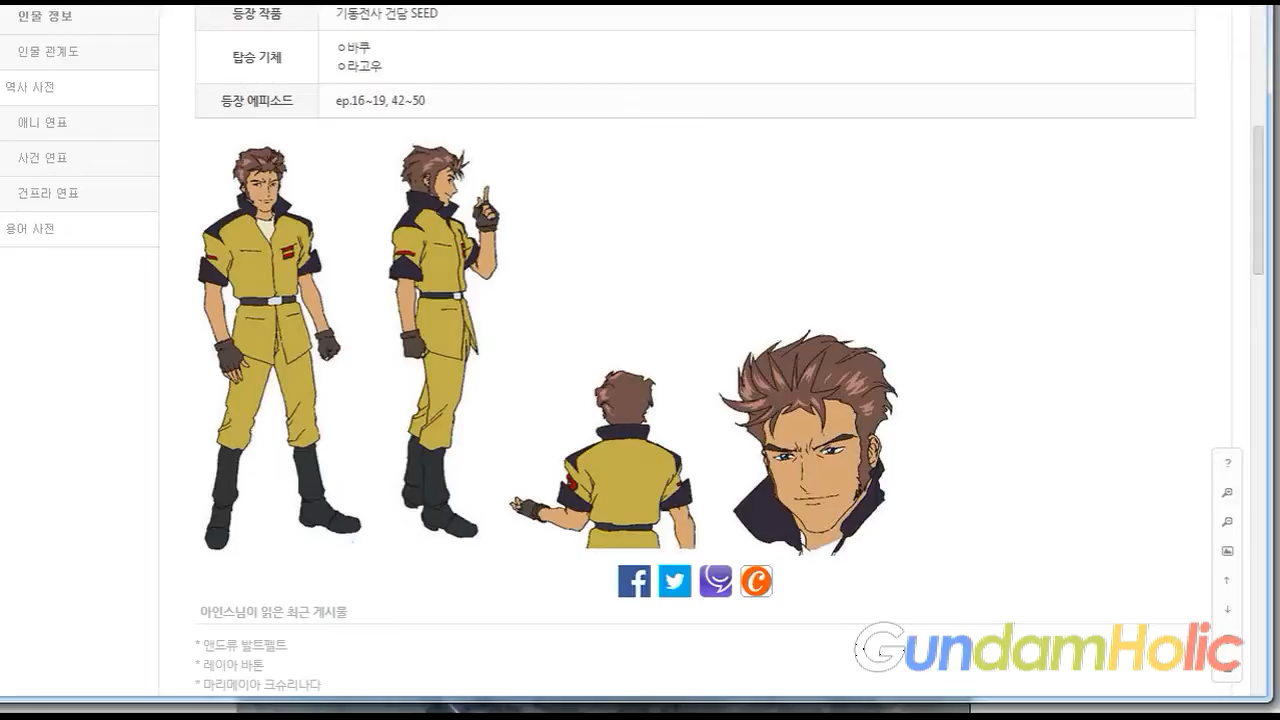 인물 정보
인물 관계도
역사 사전
애니 연표
사건 연표
건프라 연표
용어 사전
등장 작품 기동전사 건담 SEED
탑승 기체 ㅇ바쿠
ㅇ라고우
등장 에피소드 ep.16~19, 42~50
아인스님이 읽은 최근 게시물
* 앤드류 발트펠트
* 레이아 바톤
* 마리메이아 크슈리나다
GundamHolic